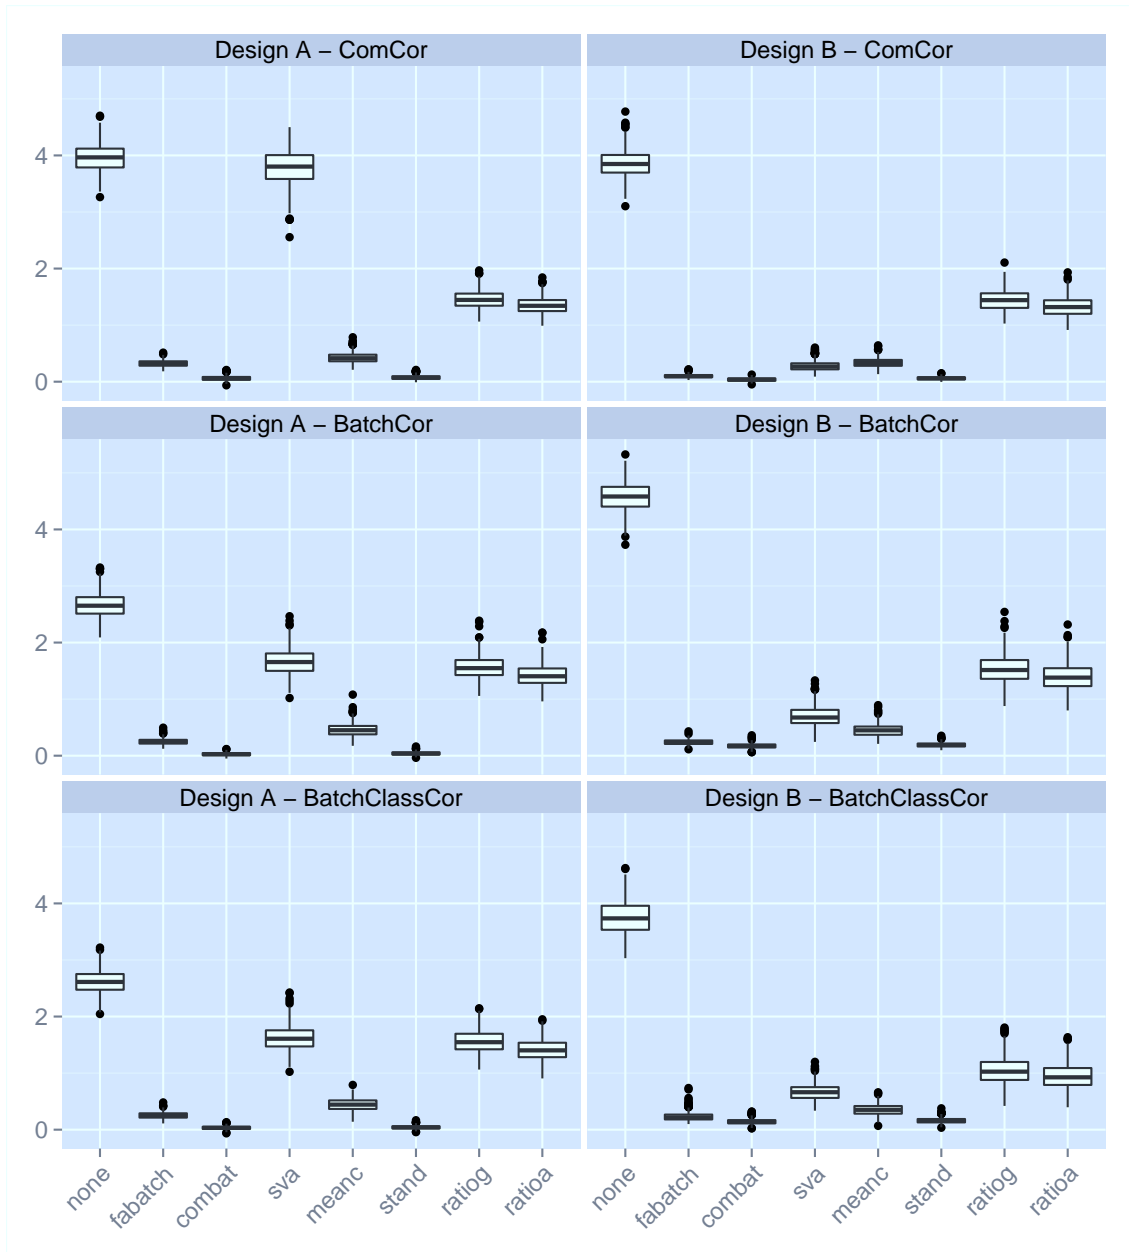 Design A – ComCor
Design B – ComCor
4
2
0
Design A – BatchCor
Design B – BatchCor
4
2
0
Design A – BatchClassCor
Design B – BatchClassCor
4
2
0
none fabatch combat sva meanc stand ratiog ratioa
none fabatch combat sva meanc stand ratiog ratioa